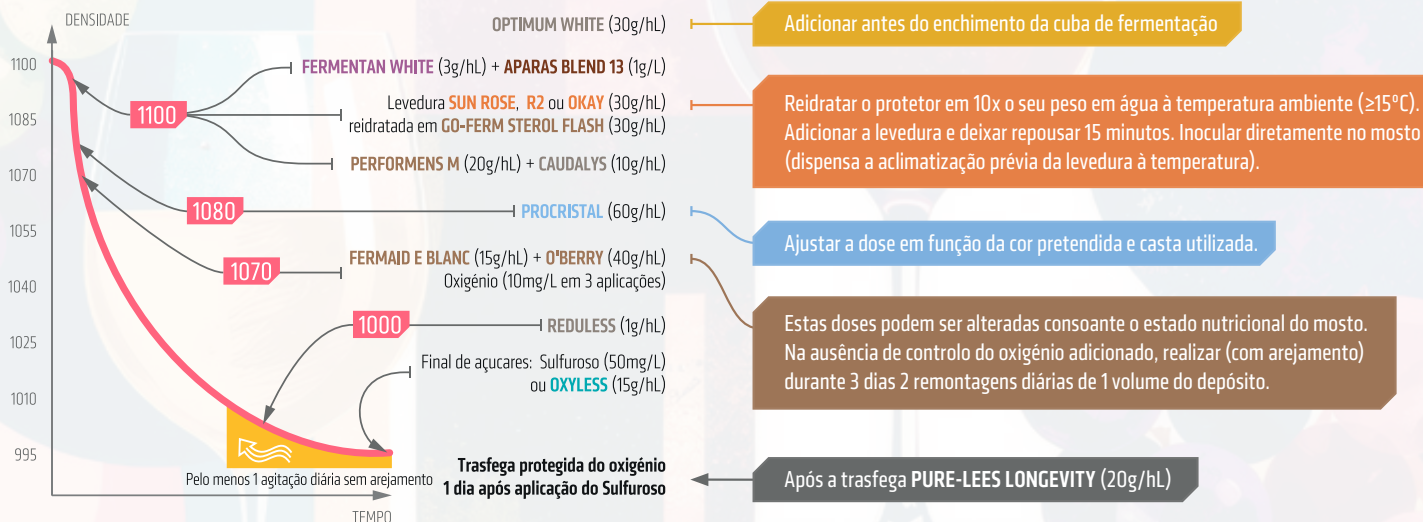 DENSIDADE
1100
1085
1070
1055
1040
1025
1010
995
TEMPO
OPTIMUM WHITE (30g/hL)
Adicionar antes do enchimento da cuba de fermentação
1100
FERMENTAN WHITE (3g/hL) + APARAS BLEND 13 (1g/L)
Levedura SUN ROSE, R2 ou OKAY (30g/hL)
reidratada em GO-FERM STEROL FLASH (30g/hL)
Reidratar o protetor em 10x o seu peso em água à temperatura ambiente (≥15ºC).
Adicionar a levedura e deixar repousar 15 minutos. Inocular diretamente no mosto
(dispensa a aclimatização prévia da levedura à temperatura).
PERFORMENS M (20g/hL) + CAUDALYS (10g/hL)
1080
PROCRISTAL (60g/hL)
Ajustar a dose em função da cor pretendida e casta utilizada.
1070
FERMAID E BLANC (15g/hL) + O'BERRY (40g/hL)
Oxigénio (10mg/L em 3 aplicações)
Estas doses podem ser alteradas consoante o estado nutricional do mosto.
Na ausência de controlo do oxigénio adicionado, realizar (com arejamento)
durante 3 dias 2 remontagens diárias de 1 volume do depósito.
1000
REDULESS (1g/hL)
Final de açucares: Sulfuroso (50mg/L)
ou OXYLESS (15g/hL)
Pelo menos 1 agitação diária sem arejamento
Trasfega protegida do oxigénio
1 dia após aplicação do Sulfuroso
Após a trasfega PURE-LEES LONGEVITY (20g/hL)